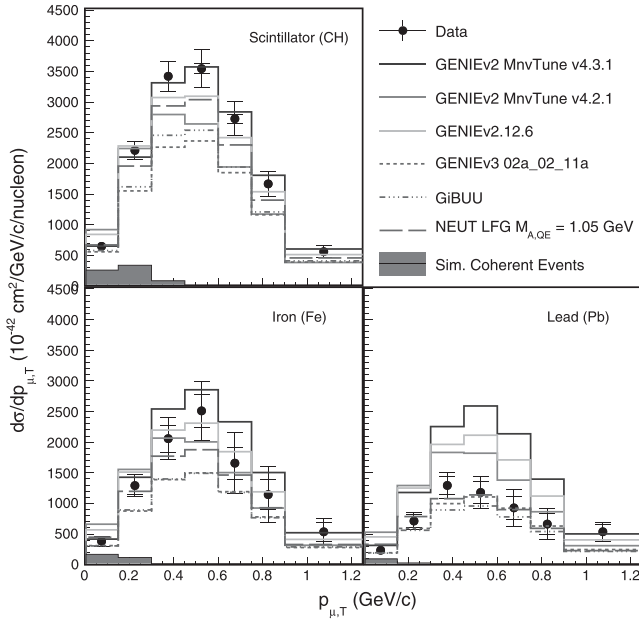 4500
4000
3500
3000
2500
2000
1500
1000
500
0
Scintillator (CH)
Data
GENIEv2 MnvTune v4.3.1
GENIEv2 MnvTune v4.2.1
GENIEv2.12.6
GENIEv3 02a_02_11a
GiBUU
NEUT LFG M_A,QE = 1.05 GeV
Sim. Coherent Events
dσ/dp_μ,T (10^-42 cm^2/GeV/c/nucleon)
4500
4000
3500
3000
2500
2000
1500
1000
500
0
Iron (Fe)
Lead (Pb)
0 0.2 0.4 0.6 0.8 1 1.2
0.2 0.4 0.6 0.8 1 1.2
p_μ,T (GeV/c)